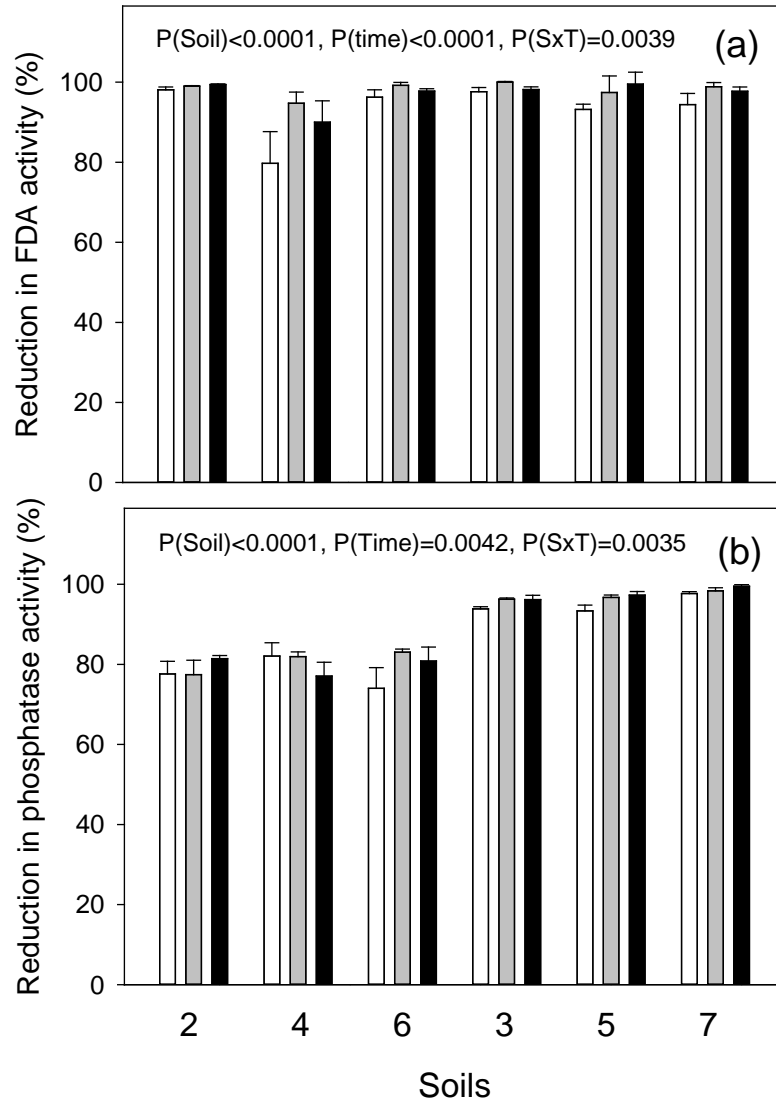 P(Soil)<0.0001, P(time)<0.0001, P(SxT)=0.0039
(a)
Reduction in FDA activity (%)
100
80
60
40
20
0
P(Soil)<0.0001, P(Time)=0.0042, P(SxT)=0.0035
(b)
Reduction in phosphatase activity (%)
100
80
60
40
20
0
2 4 6 3 5 7
Soils